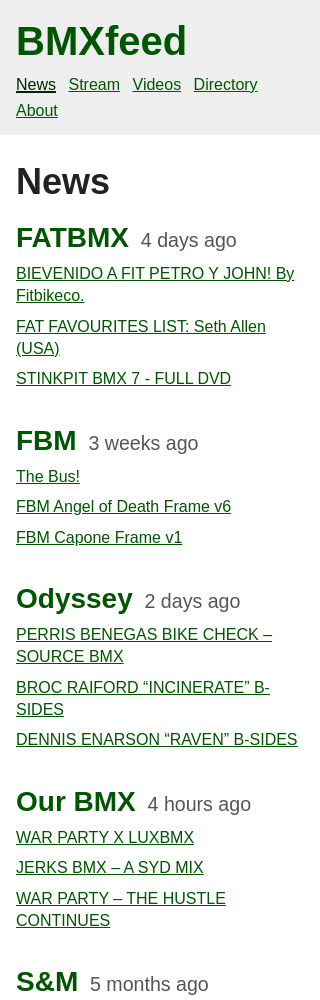 BMXfeed
News Stream Videos Directory
About
News
FATBMX 4 days ago
BIEVENIDO A FIT PETRO Y JOHN! By
Fitbikeco.
FAT FAVOURITES LIST: Seth Allen
(USA)
STINKPIT BMX 7 - FULL DVD
FBM 3 weeks ago
The Bus!
FBM Angel of Death Frame v6
FBM Capone Frame v1
Odyssey 2 days ago
PERRIS BENEGAS BIKE CHECK –
SOURCE BMX
BROC RAIFORD “INCINERATE” B-
SIDES
DENNIS ENARSON “RAVEN” B-SIDES
Our BMX 4 hours ago
WAR PARTY X LUXBMX
JERKS BMX – A SYD MIX
WAR PARTY – THE HUSTLE
CONTINUES
S&M 5 months ago